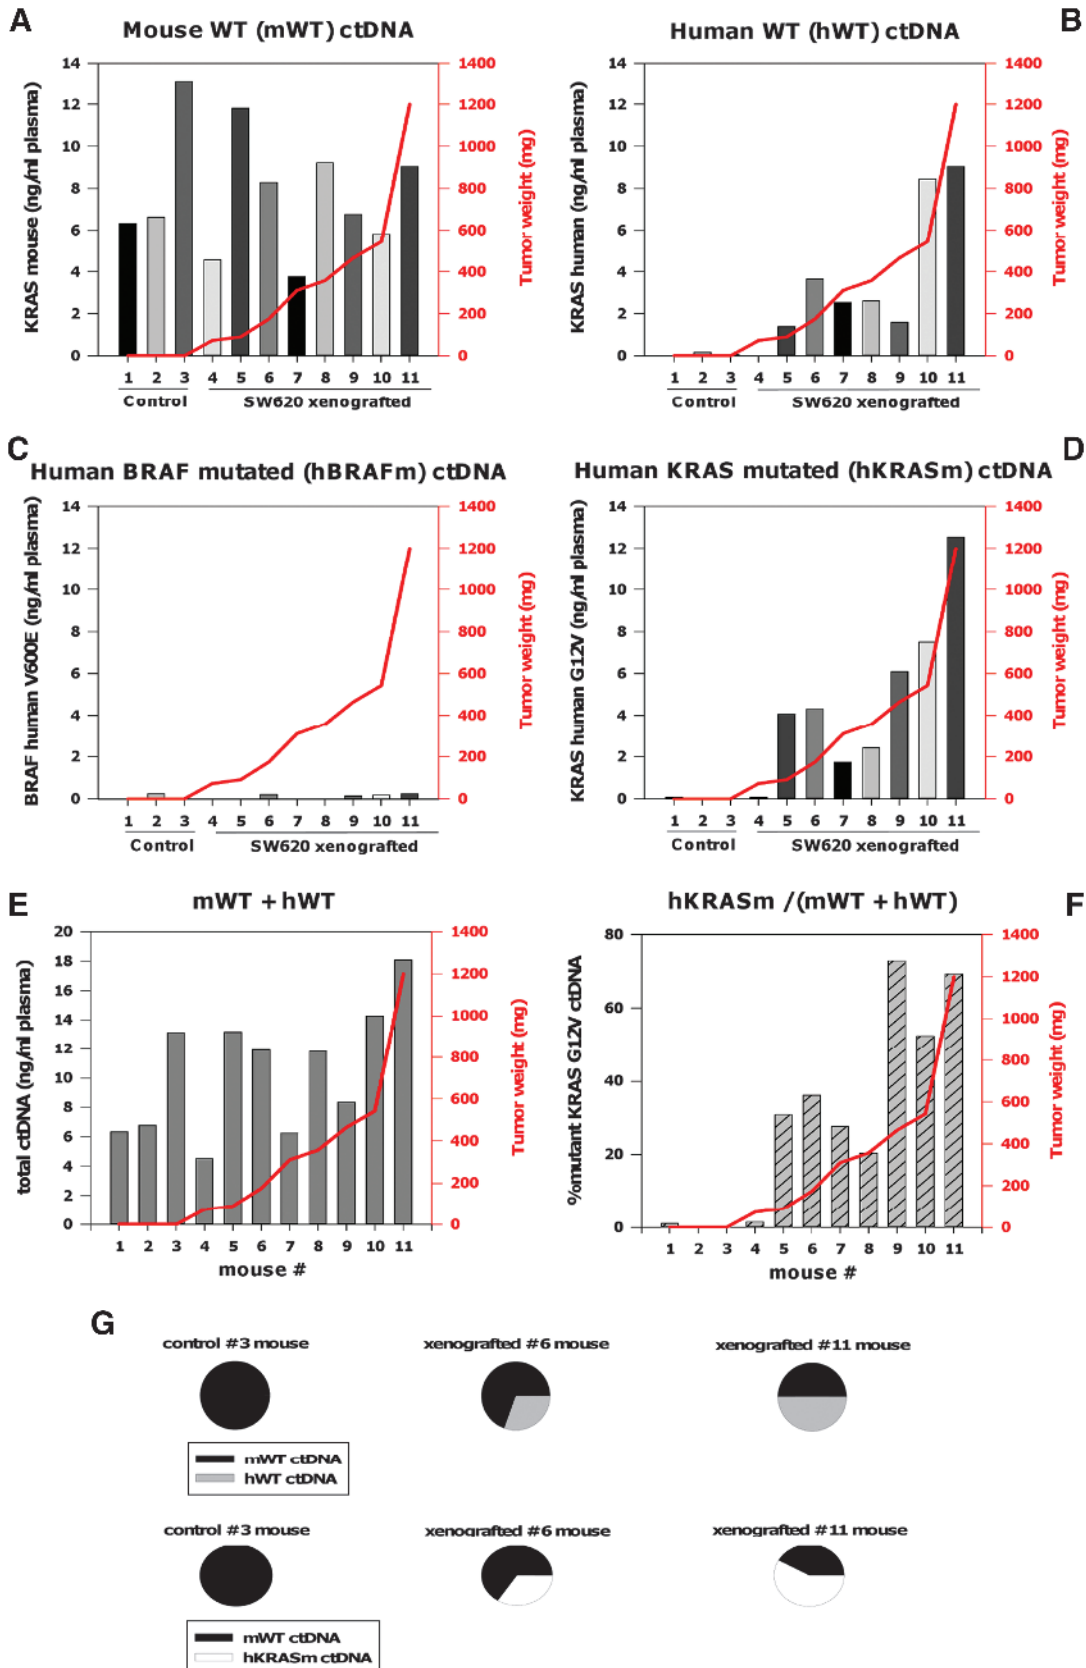 A
Mouse WT (mWT) ctDNA
KRAS mouse (ng/ml plasma)
14
12
10
8
6
4
2
0
1400
1200
1000
800
600
400
200
0
Tumor weight (mg)
1 2 3 4 5 6 7 8 9 10 11
Control SW620 xenografted
B
Human WT (hWT) ctDNA
KRAS human (ng/ml plasma)
14
12
10
8
6
4
2
0
1400
1200
1000
800
600
400
200
0
Tumor weight (mg)
1 2 3 4 5 6 7 8 9 10 11
Control SW620 xenografted
C
Human BRAF mutated (hBRAFm) ctDNA
BRAF human V600E (ng/ml plasma)
14
12
10
8
6
4
2
0
1400
1200
1000
800
600
400
200
0
Tumor weight (mg)
1 2 3 4 5 6 7 8 9 10 11
Control SW620 xenografted
D
Human KRAS mutated (hKRASm) ctDNA
KRAS human G12V (ng/ml plasma)
14
12
10
8
6
4
2
0
1400
1200
1000
800
600
400
200
0
Tumor weight (mg)
1 2 3 4 5 6 7 8 9 10 11
Control SW620 xenografted
E
mWT + hWT
total ctDNA (ng/ml plasma)
20
18
16
14
12
10
8
6
4
2
0
1400
1200
1000
800
600
400
200
0
Tumor weight (mg)
1 2 3 4 5 6 7 8 9 10 11
mouse #
F
hKRASm /(mWT + hWT)
%mutant KRAS G12V ctDNA
80
60
40
20
0
1400
1200
1000
800
600
400
200
0
Tumor weight (mg)
1 2 3 4 5 6 7 8 9 10 11
mouse #
G
control #3 mouse
xenografted #6 mouse
xenografted #11 mouse
mWT ctDNA
hWT ctDNA
control #3 mouse
xenografted #6 mouse
xenografted #11 mouse
mWT ctDNA
hKRASm ctDNA